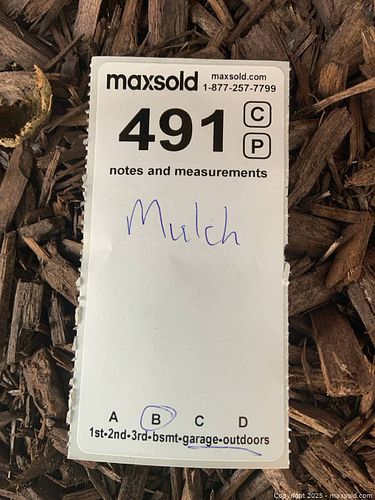 maxsold maxsold.com
1-877-257-7799
491 C
P
notes and measurements
Mulch
A B C D
1st•2nd•3rd•bsmt•garage•outdoors
Copyright 2025 - maxsold.com